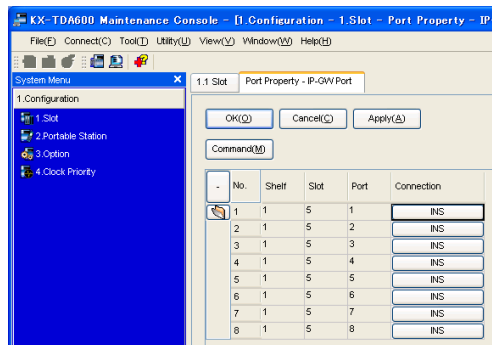 KX-TDA600 Maintenance Console - [1.Configuration - 1.Slot - Port Property - IP
File(F) Connect(C) Tool(T) Utility(U) View(V) Window(W) Help(H)
System Menu X
1.Configuration
1.Slot
2.Portable Station
3.Option
4.Clock Priority
1.1 Slot Port Property - IP-GW Port
OK(O) Cancel(C) Apply(A)
Command(M)
- No. Shelf Slot Port Connection
1 1 5 1 INS
2 1 5 2 INS
3 1 5 3 INS
4 1 5 4 INS
5 1 5 5 INS
6 1 5 6 INS
7 1 5 7 INS
8 1 5 8 INS